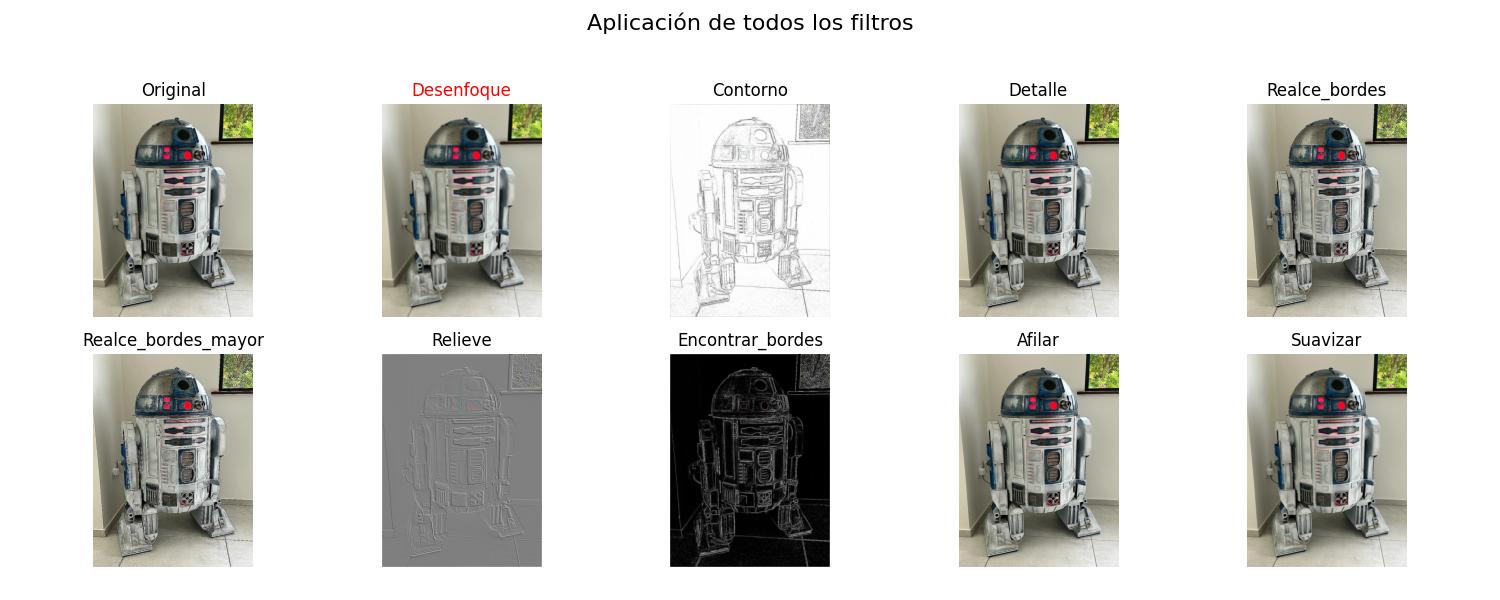 Aplicación de todos los filtros
Original
Desenfoque
Contorno
Detalle
Realce_bordes
Realce_bordes_mayor
Relieve
Encontrar_bordes
Afilar
Suavizar